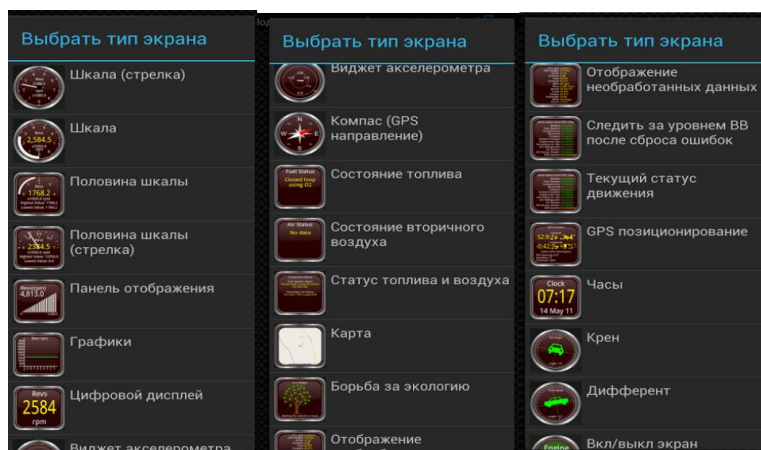 Выбрать тип экрана
Шкала (стрелка)
Шкала
Половина шкалы
Половина шкалы
(стрелка)
Панель отображения
Графики
Цифровой дисплей
Revs
2584
rpm
Виджет акселерометра
Выбрать тип экрана
Виджет акселерометра
Компас (GPS
направление)
Состояние топлива
Fuel Status
Closed loop
using O2
Состояние вторичного
воздуха
Air Status
No data
Статус топлива и воздуха
Карта
Борьба за экологию
Отображение
Выбрать тип экрана
Отображение
необработанных данных
Следить за уровнем ВВ
после сброса ошибок
Текущий статус
движения
GPS позиционирование
Часы
Clock
07:17
14 May 11
Крен
Дифферент
Вкл/выкл экран
Engine